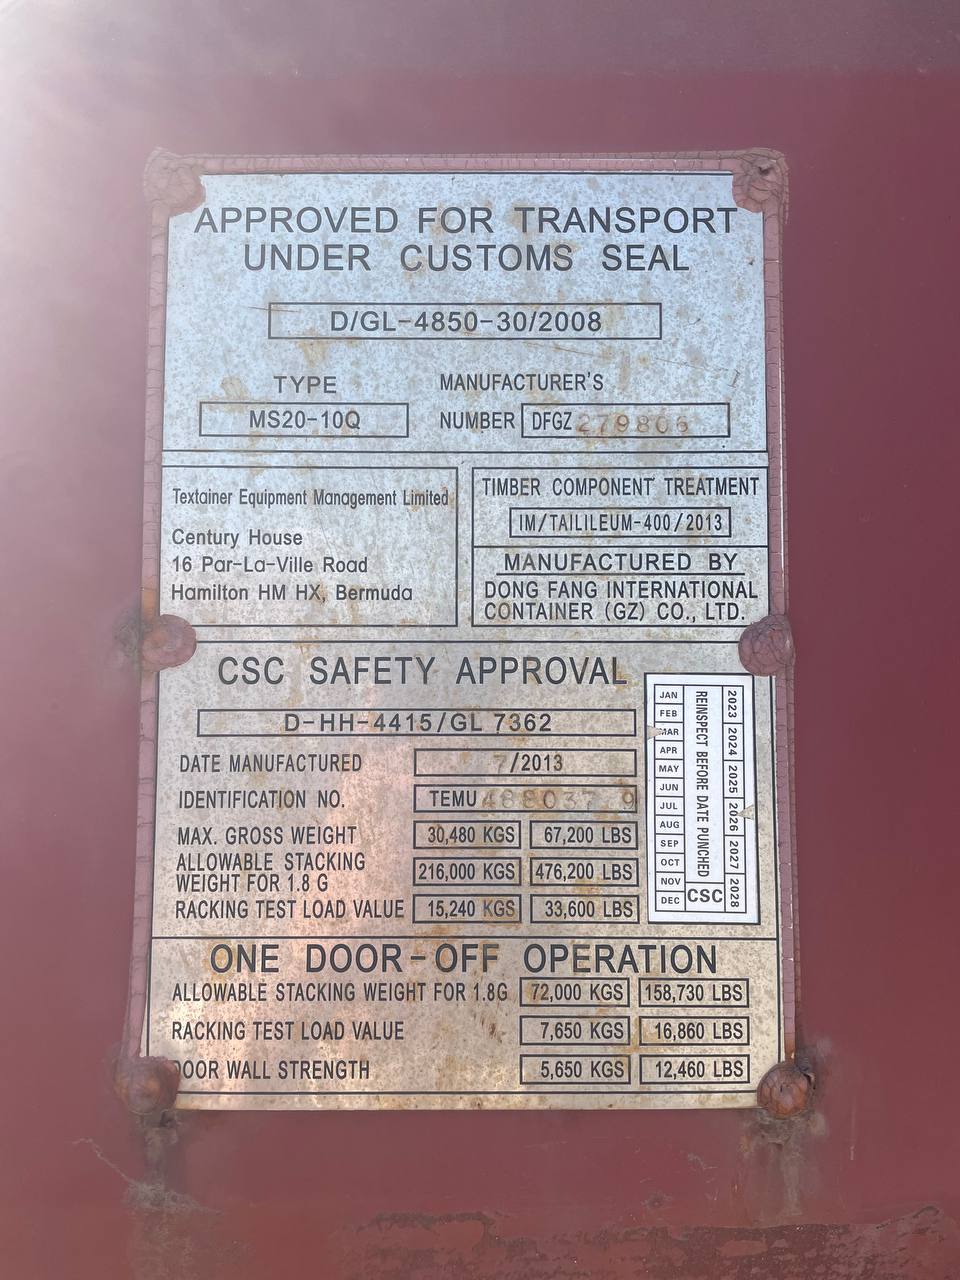 APPROVED FOR TRANSPORT
UNDER CUSTOMS SEAL
D/GL-4850-30/2008
TYPE
MS20-10Q
MANUFACTURER'S
NUMBER DFGZ 279806
Textainer Equipment Management Limited
Century House
16 Par-La-Ville Road
Hamilton HM HX, Bermuda
TIMBER COMPONENT TREATMENT
IM/TAILILEUM-400/2013
MANUFACTURED BY
DONG FANG INTERNATIONAL
CONTAINER (GZ) CO., LTD.
CSC SAFETY APPROVAL
D-HH-4415/GL 7362
DATE MANUFACTURED 7/2013
IDENTIFICATION NO. TEMU 488037 9
MAX. GROSS WEIGHT 30,480 KGS 67,200 LBS
ALLOWABLE STACKING
WEIGHT FOR 1.8 G 216,000 KGS 476,200 LBS
RACKING TEST LOAD VALUE 15,240 KGS 33,600 LBS
JAN
FEB
MAR
APR
MAY
JUN
JUL
AUG
SEP
OCT
NOV
DEC
REINSPECT BEFORE DATE PUNCHED
CSC
2023 2024 2025 2026 2027 2028
ONE DOOR-OFF OPERATION
ALLOWABLE STACKING WEIGHT FOR 1.8G 72,000 KGS 158,730 LBS
RACKING TEST LOAD VALUE 7,650 KGS 16,860 LBS
DOOR WALL STRENGTH 5,650 KGS 12,460 LBS